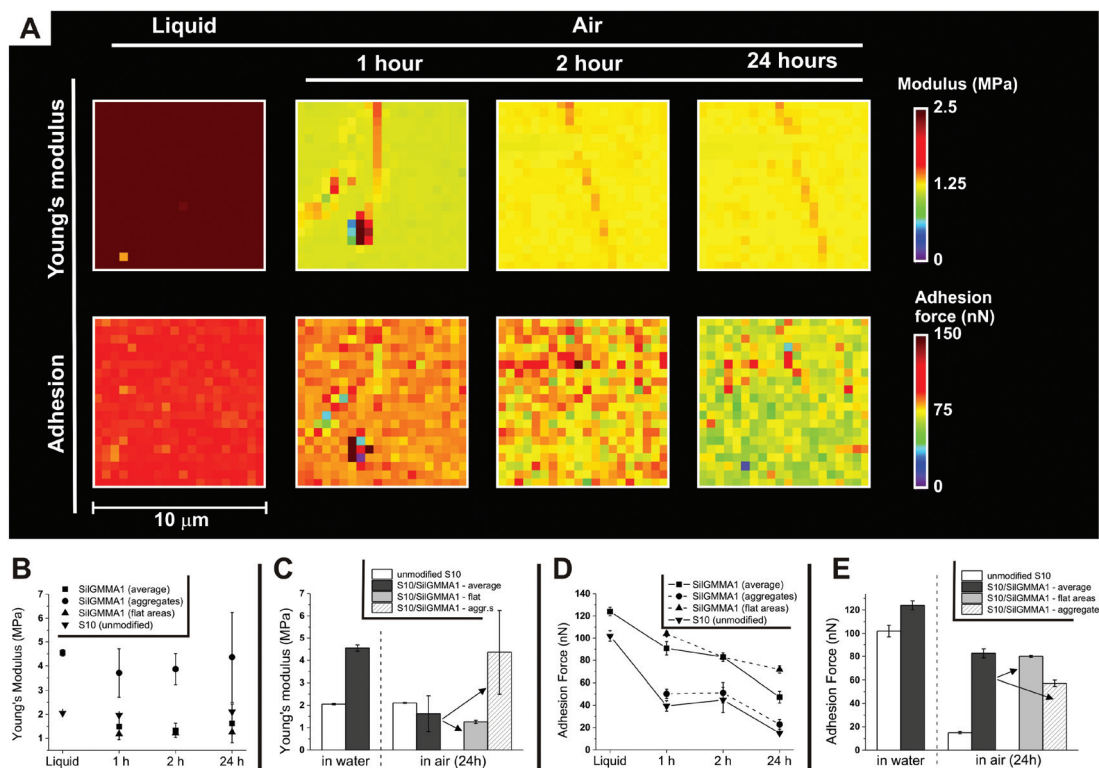 A
Liquid
Air
1 hour
2 hour
24 hours
Young's modulus
Modulus (MPa)
2.5
1.25
0
Adhesion
Adhesion
force (nN)
150
75
0
10 μm
B
SilGMMA1 (average)
SilGMMA1 (aggregates)
SilGMMA1 (flat areas)
S10 (unmodified)
Young's Modulus (MPa)
7
6
5
4
3
2
1
Liquid
1 h
2 h
24 h
C
unmodified S10
S10/SilGMMA1 - average
S10/SilGMMA1 - flat
S10/SilGMMA1 - aggr.s
Young's modulus (MPa)
7
6
5
4
3
2
1
0
in water
in air (24h)
D
SilGMMA1 (average)
SilGMMA1 (aggregates)
SilGMMA1 (flat areas)
S10 (unmodified)
Adhesion Force (nN)
140
120
100
80
60
40
20
0
Liquid
1 h
2 h
24 h
E
unmodified S10
S10/SilGMMA1 - average
S10/SilGMMA1 - flat areas
S10/SilGMMA1 - aggregate
Adhesion Force (nN)
120
100
80
60
40
20
0
in water
in air (24h)